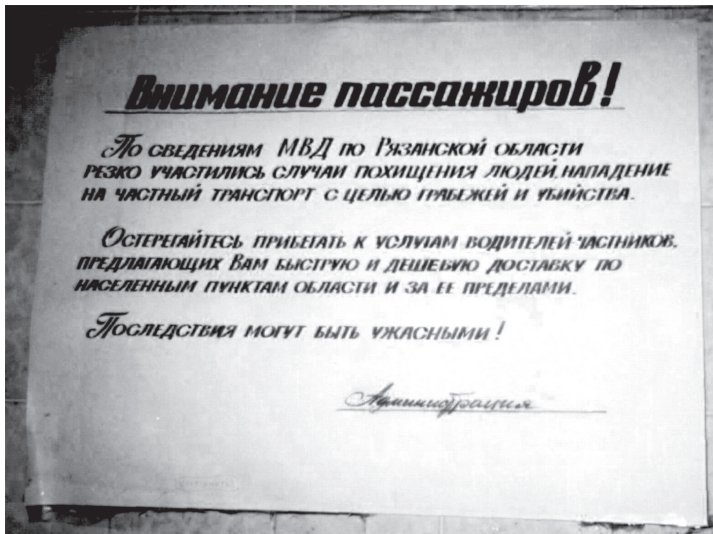 Внимание пассажиров!
По сведениям МВД по Рязанской области
резко участились случаи похищения людей, нападение
на частный транспорт с целью грабежей и убийства.
Остерегайтесь прибегать к услугам водителей-частников,
предлагающих Вам быструю и дешевую доставку по
населенным пунктам области и за ее пределами.
Последствия могут быть ужасными!
Администрация